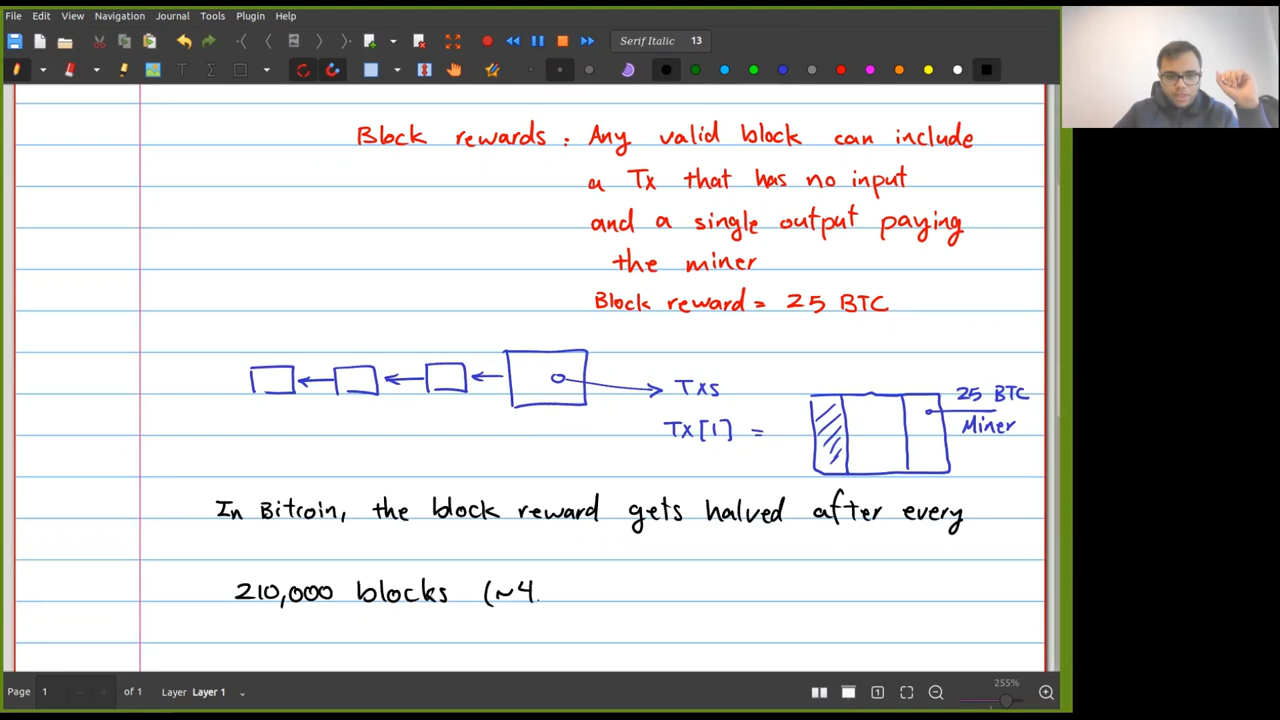 File Edit View Navigation Journal Tools Plugin Help
Serif Italic 13
Block rewards : Any valid block can include
a Tx that has no input
and a single output paying
the miner
Block reward = 25 BTC
TXs
25 BTC
TX[1] =
Miner
In Bitcoin, the block reward gets halved after every
210,000 blocks (~4
Page 1 of 1 Layer Layer 1
255%